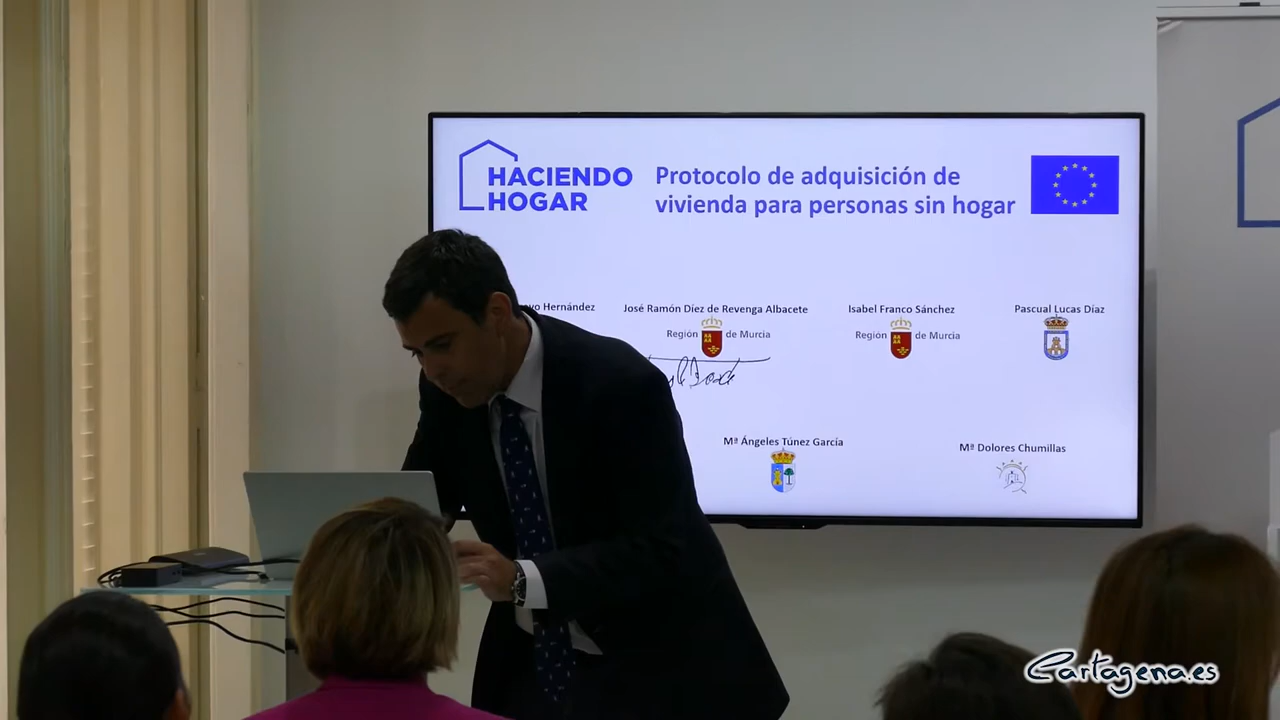 HACIENDO
HOGAR
Protocolo de adquisición de
vivienda para personas sin hogar
Hernández
José Ramón Díez de Revenga Albacete
Isabel Franco Sánchez
Pascual Lucas Díaz
Región de Murcia
Región de Murcia
Mª Ángeles Túnez García
Mª Dolores Chumillas
Cartagena.es